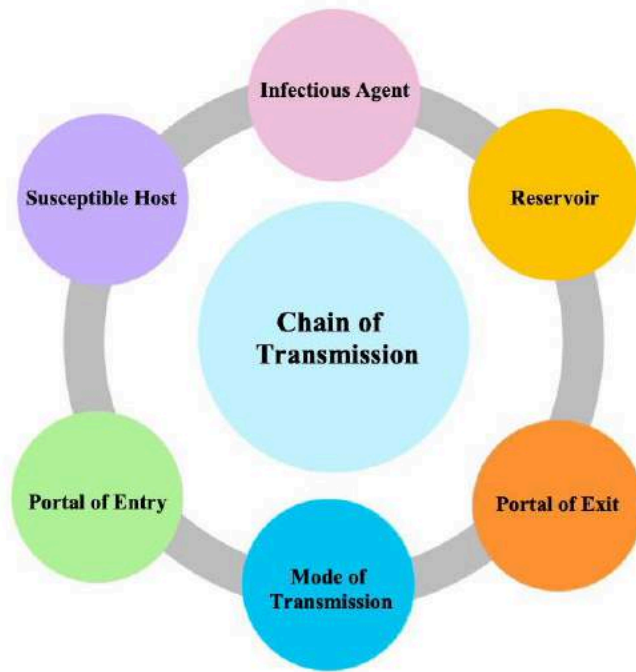 Infectious Agent
Susceptible Host
Reservoir
Chain of
Transmission
Portal of Entry
Portal of Exit
Mode of
Transmission